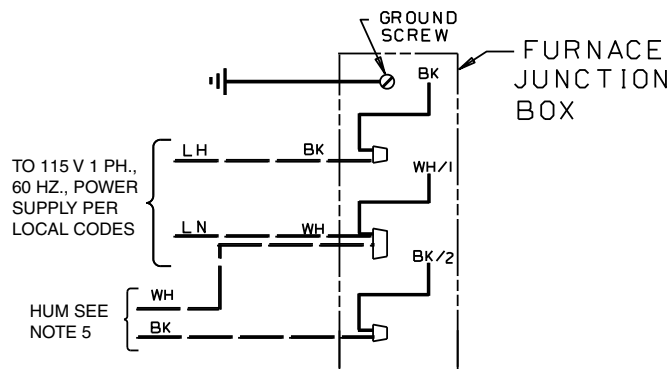 GROUND
SCREW
BK
FURNACE
JUNCTION
BOX
LH
BK
TO 115 V 1 PH.,
60 HZ., POWER
SUPPLY PER
LOCAL CODES
WH/1
LN
WH
BK/2
WH
HUM SEE
NOTE 5
BK